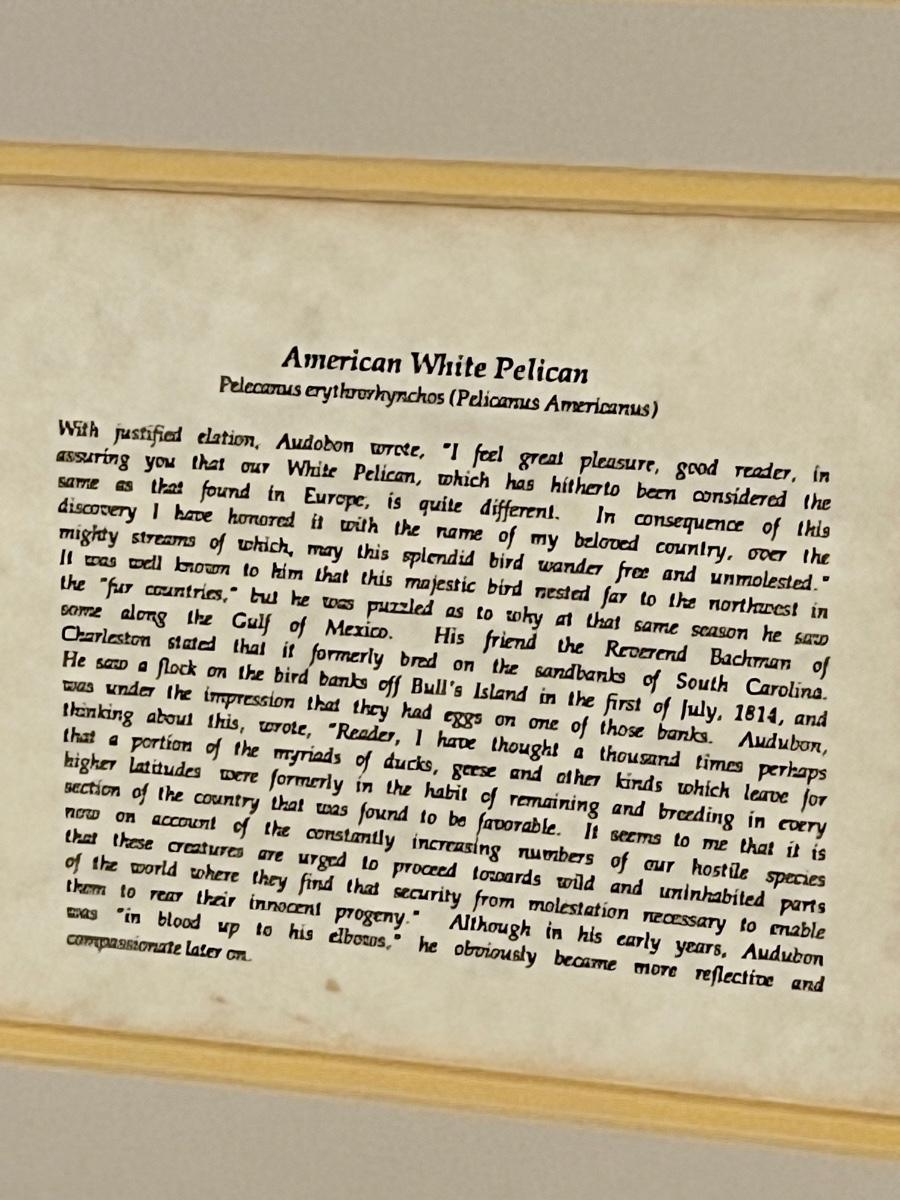 American White Pelican
Pelecanus erythrorhynchos (Pelicanus Americanus)
With justified elation, Audobon wrote, "I feel great pleasure, good reader, in
assuring you that our White Pelican, which has hitherto been considered the
same as that found in Europe, is quite different. In consequence of this
discovery I have honored it with the name of my beloved country, over the
mighty streams of which, may this splendid bird wander free and unmolested."
It was well known to him that this majestic bird nested far to the northwest in
the "fur countries," but he was puzzled as to why at that same season he saw
some along the Gulf of Mexico. His friend the Reverend Bachman of
Charleston stated that it formerly bred on the sandbanks of South Carolina.
He saw a flock on the bird banks off Bull's Island in the first of July, 1814, and
was under the impression that they had eggs on one of those banks. Audubon,
thinking about this, wrote, "Reader, I have thought a thousand times perhaps
that a portion of the myriads of ducks, geese and other kinds which leave for
higher latitudes were formerly in the habit of remaining and breeding in every
section of the country that was found to be favorable. It seems to me that it is
now on account of the constantly increasing numbers of our hostile species
that these creatures are urged to proceed towards wild and uninhabited parts
of the world where they find that security from molestation necessary to enable
them to rear their innocent progeny." Although in his early years, Audubon
was "in blood up to his elbows," he obviously became more reflective and
compassionate later on.